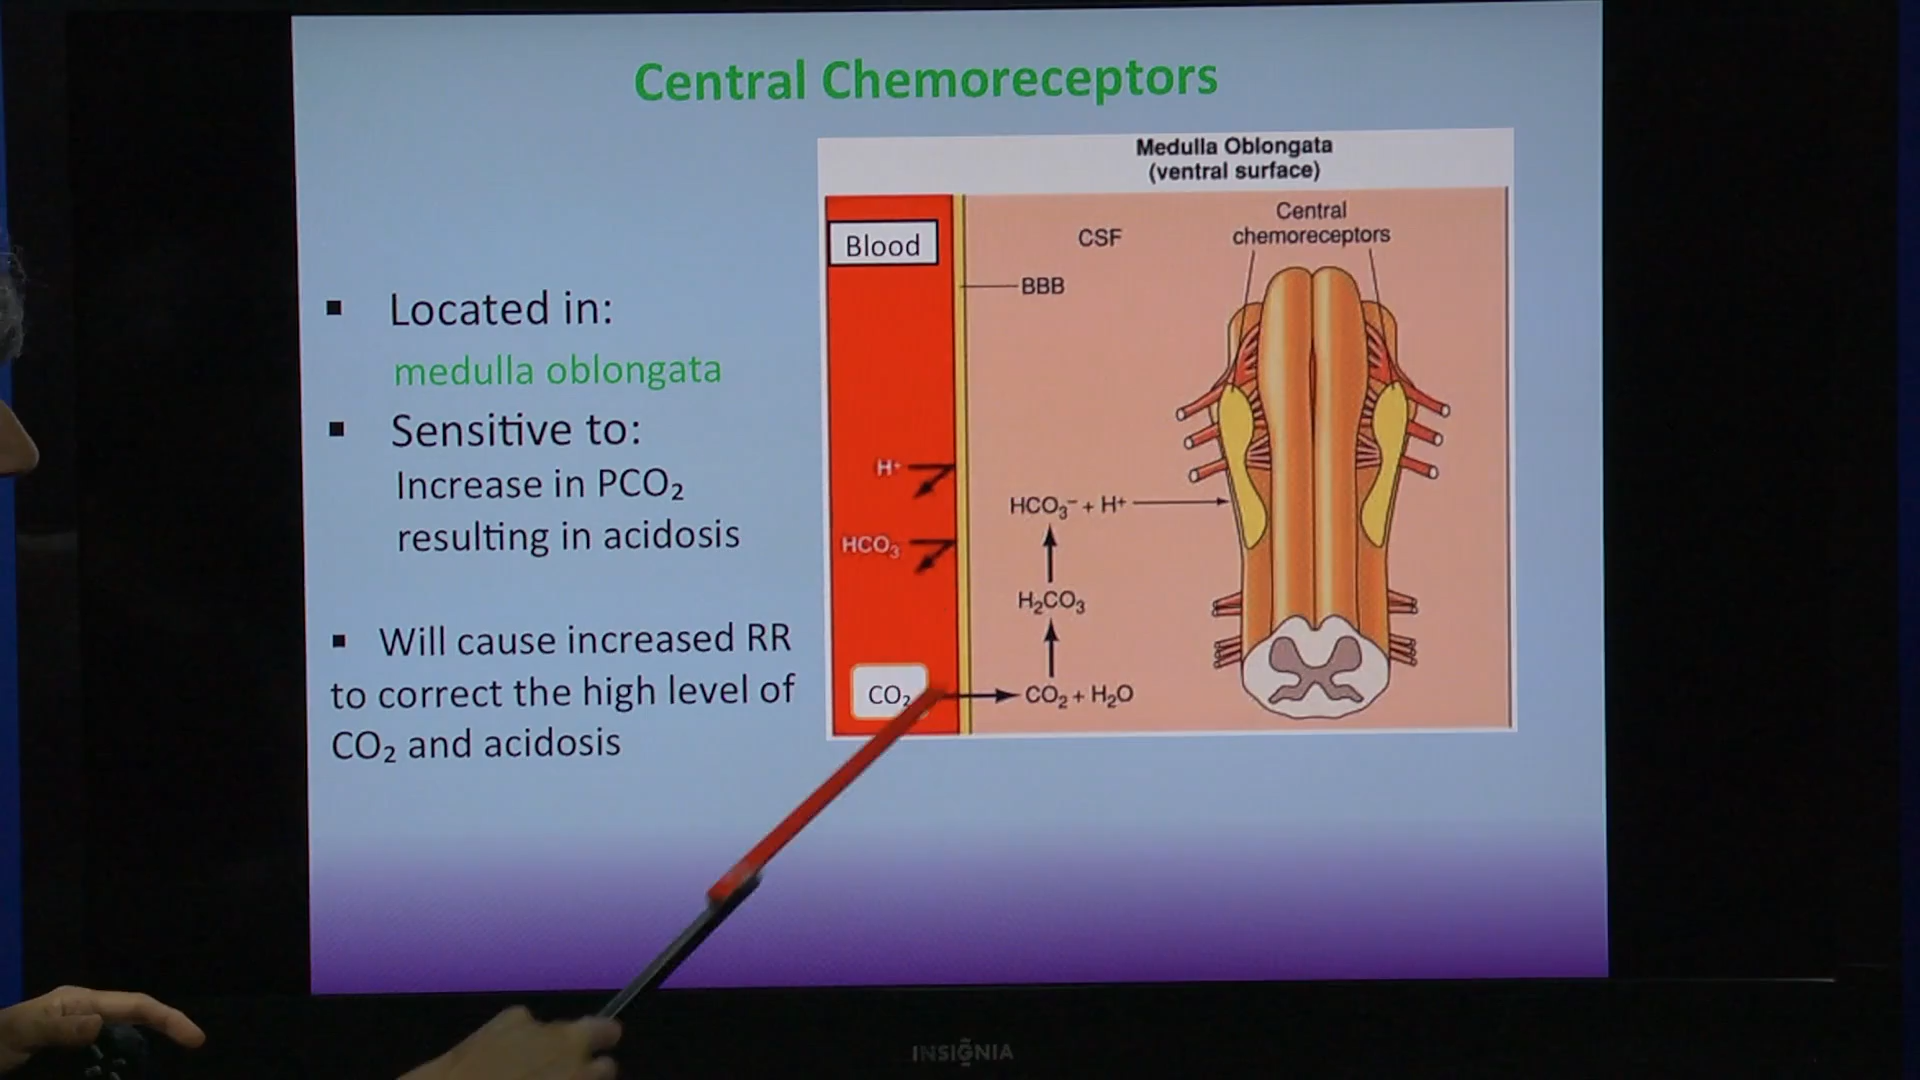 Central Chemoreceptors
▪ Located in:
medulla oblongata
▪ Sensitive to:
Increase in PCO₂
resulting in acidosis
▪ Will cause increased RR
to correct the high level of
CO₂ and acidosis
Medulla Oblongata
(ventral surface)
Blood
CSF
Central
chemoreceptors
BBB
H⁺
HCO₃⁻ + H⁺
HCO₃
H₂CO₃
CO₂
CO₂ + H₂O
INSIGNIA